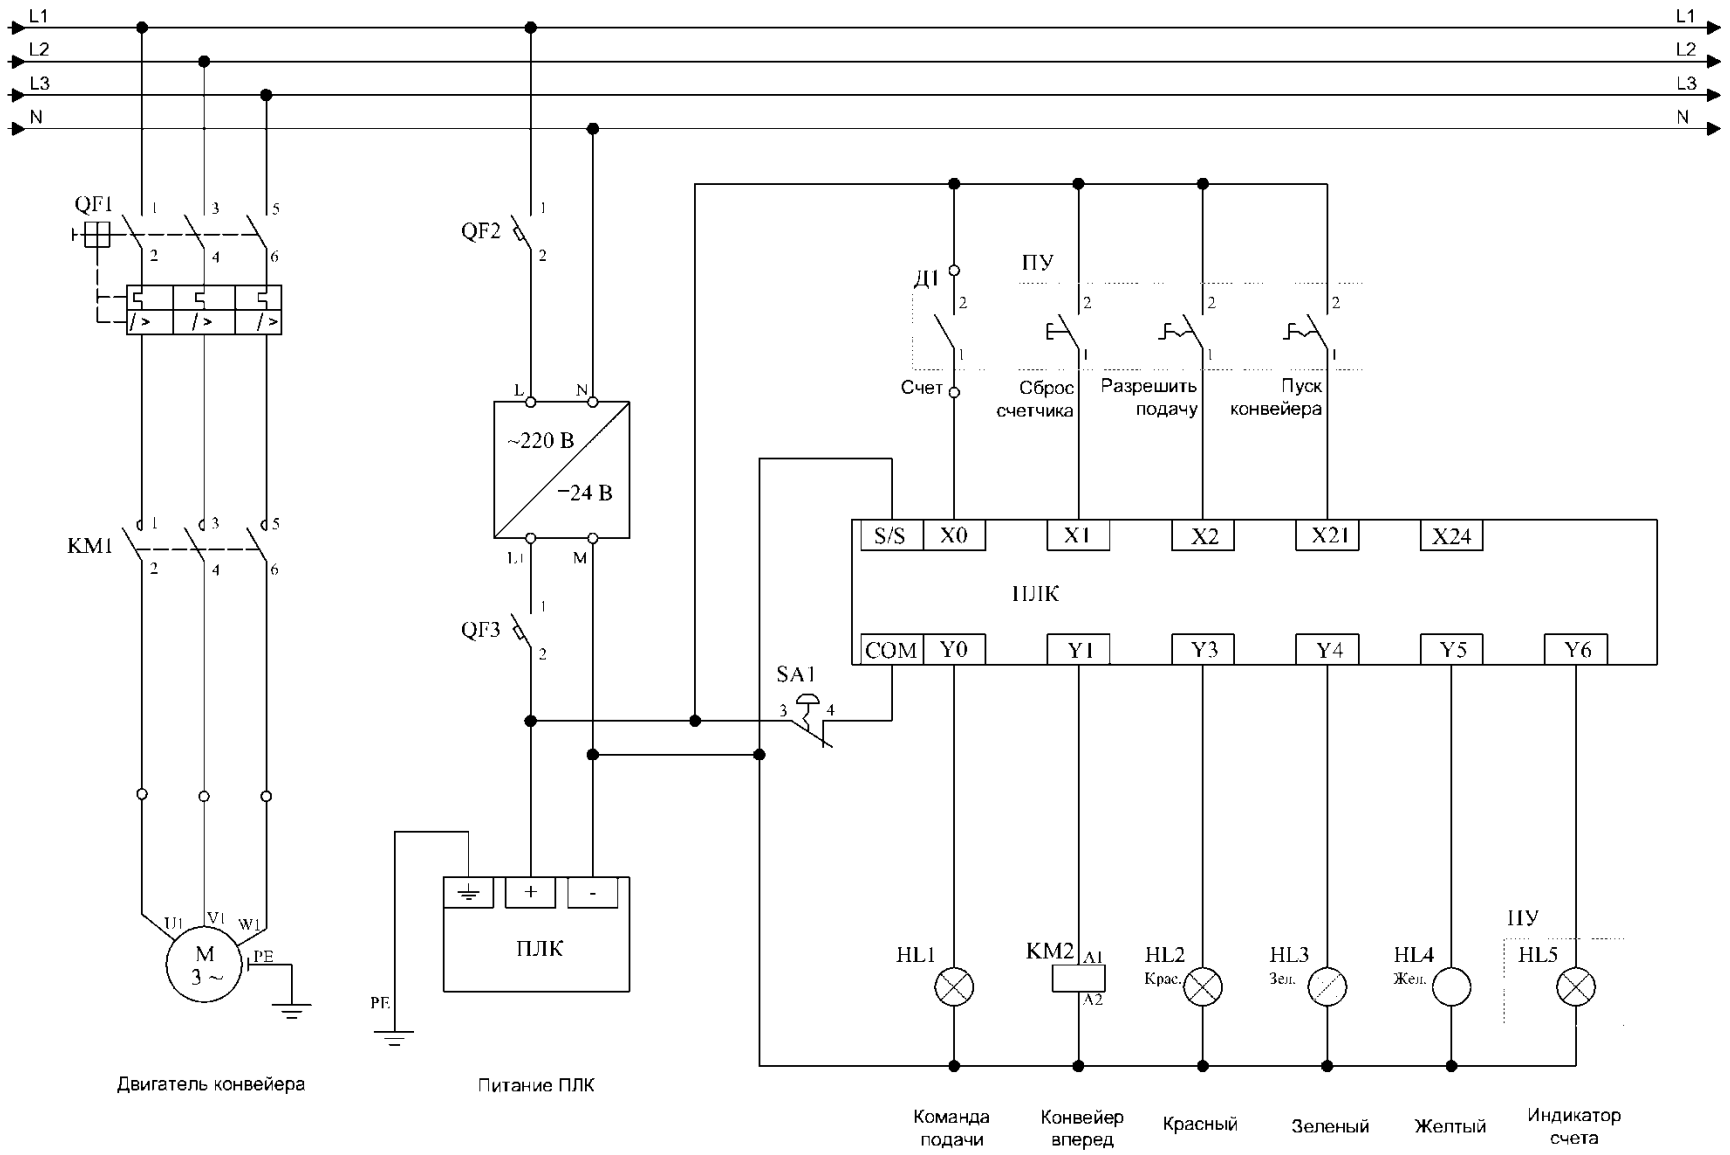 L1 L1
L2 L2
L3 L3
N N
QF1 1 3 5
2 4 6
QF2 1
2
Д1 2
1
Счет
ПУ
2 2 2
1 1 1
Сброс
счетчика
Разрешить
подачу
Пуск
конвейера
L N
~220 В
24 В
L+ M
KM1 1 3 5
2 4 6
QF3 1
2
S/S X0 X1 X2 X21 X24
ПЛК
COM Y0 Y1 Y3 Y4 Y5 Y6
SA1
3 4
+ -
ПЛК
PE
U1 V1 W1
M
3 ~
PE
HL1
KM2 A1
A2
HL2
Крас.
HL3
Зел.
HL4
Жел.
ПУ
HL5
Двигатель конвейера
Питание ПЛК
Команда
подачи
Конвейер
вперед
Красный
Зеленый
Желтый
Индикатор
счета